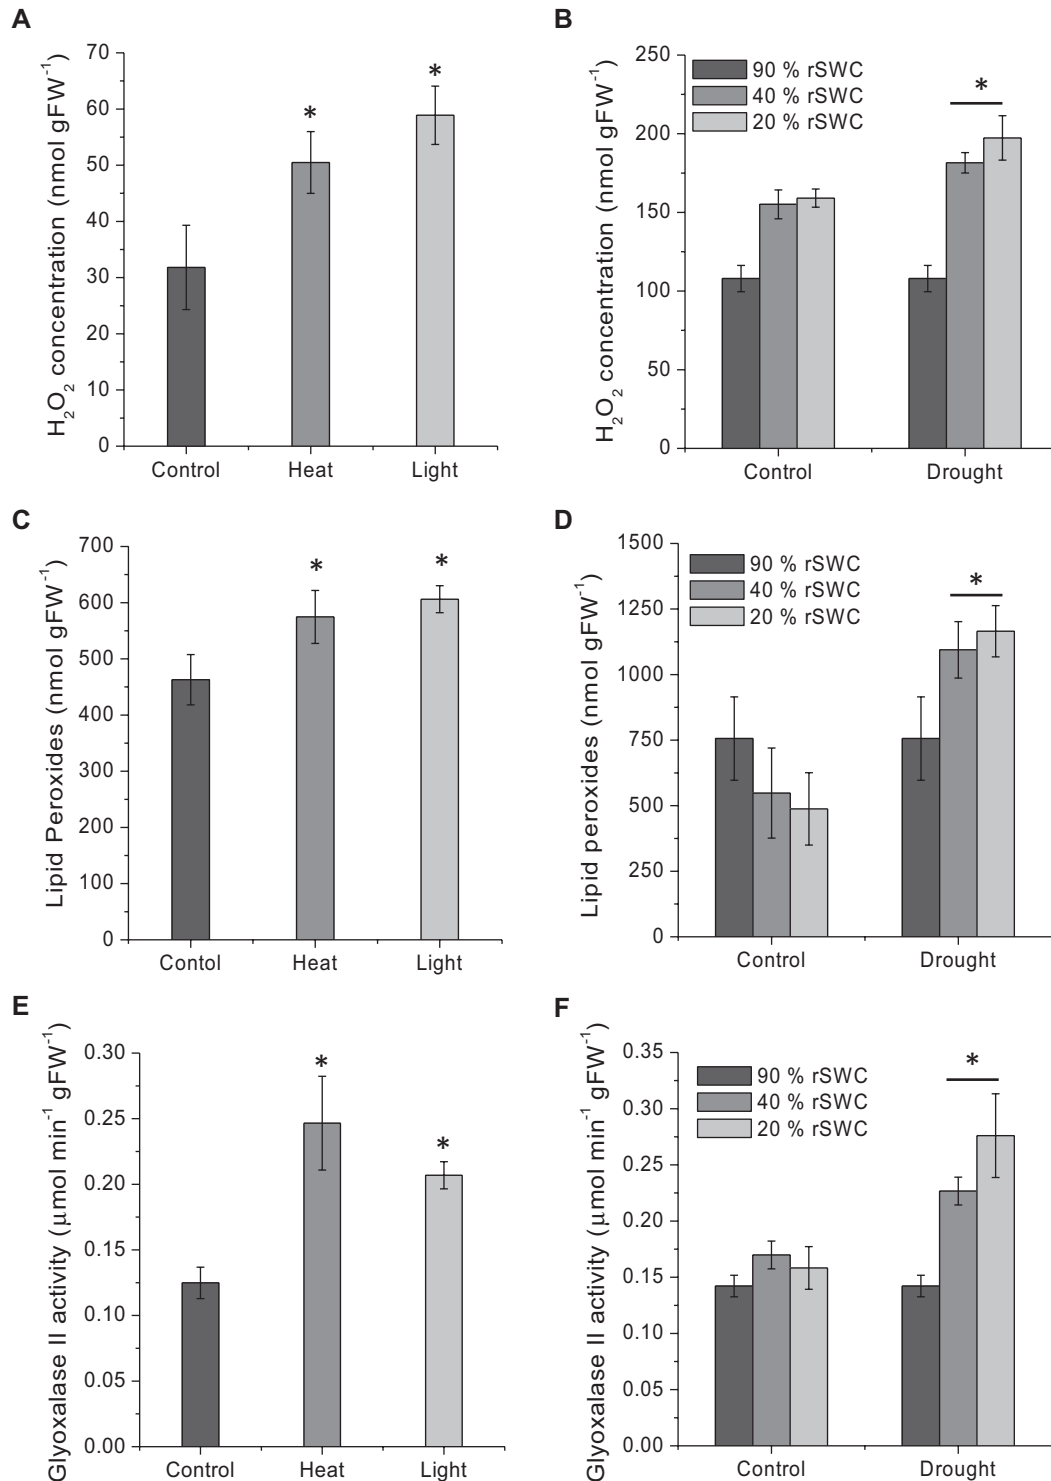 A
H₂O₂ concentration (nmol gFW⁻¹)
70
60
50
40
30
20
10
0
*
*
Control Heat Light
B
H₂O₂ concentration (nmol gFW⁻¹)
250
200
150
100
50
0
90 % rSWC
40 % rSWC
20 % rSWC
*
Control Drought
C
Lipid Peroxides (nmol gFW⁻¹)
700
600
500
400
300
200
100
0
*
*
Contol Heat Light
D
Lipid peroxides (nmol gFW⁻¹)
1500
1250
1000
750
500
250
0
90 % rSWC
40 % rSWC
20 % rSWC
*
Control Drought
E
Glyoxalase II activity (μmol min⁻¹ gFW⁻¹)
0.30
0.25
0.20
0.15
0.10
0.05
0.00
*
*
Control Heat Light
F
Glyoxalase II activity (μmol min⁻¹ gFW⁻¹)
0.35
0.30
0.25
0.20
0.15
0.10
0.05
0.00
90 % rSWC
40 % rSWC
20 % rSWC
*
Control Drought